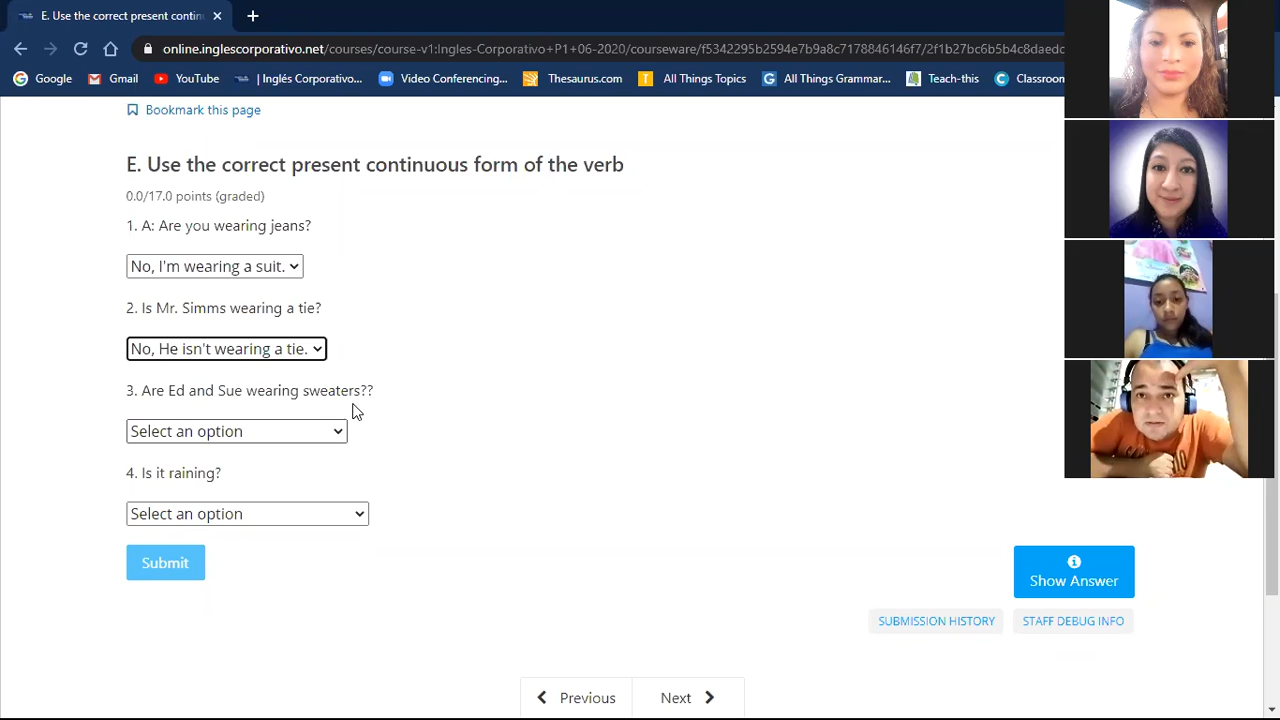 E. Use the correct present contin
online.inglescorporativo.net/courses/course-v1:Ingles-Corporativo+P1+06-2020/courseware/f5342295b2594e7b9a8c7178846146f7/2f1b27bc6b5b4c8daedc
Google Gmail YouTube | Inglés Corporativo... Video Conferencing... Thesaurus.com All Things Topics All Things Grammar... Teach-this Classroom
Bookmark this page
E. Use the correct present continuous form of the verb
0.0/17.0 points (graded)
1. A: Are you wearing jeans?
No, I'm wearing a suit.
2. Is Mr. Simms wearing a tie?
No, He isn't wearing a tie.
3. Are Ed and Sue wearing sweaters??
Select an option
4. Is it raining?
Select an option
Submit
Show Answer
SUBMISSION HISTORY STAFF DEBUG INFO
Previous Next